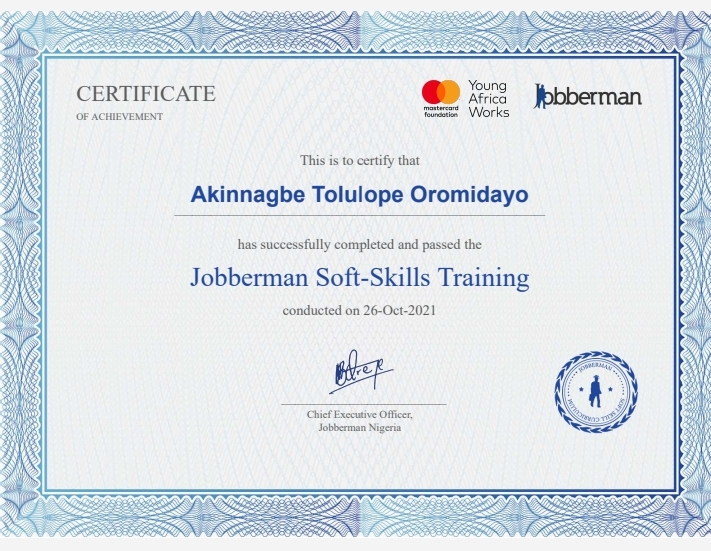 CERTIFICATE
OF ACHIEVEMENT
mastercard
foundation
Young
Africa
Works
Jobberman
This is to certify that
Akinnagbe Tolulope Oromidayo
has successfully completed and passed the
Jobberman Soft-Skills Training
conducted on 26-Oct-2021
Chief Executive Officer,
Jobberman Nigeria
JOBBERMAN
SOFT SKILL CURRICULUM